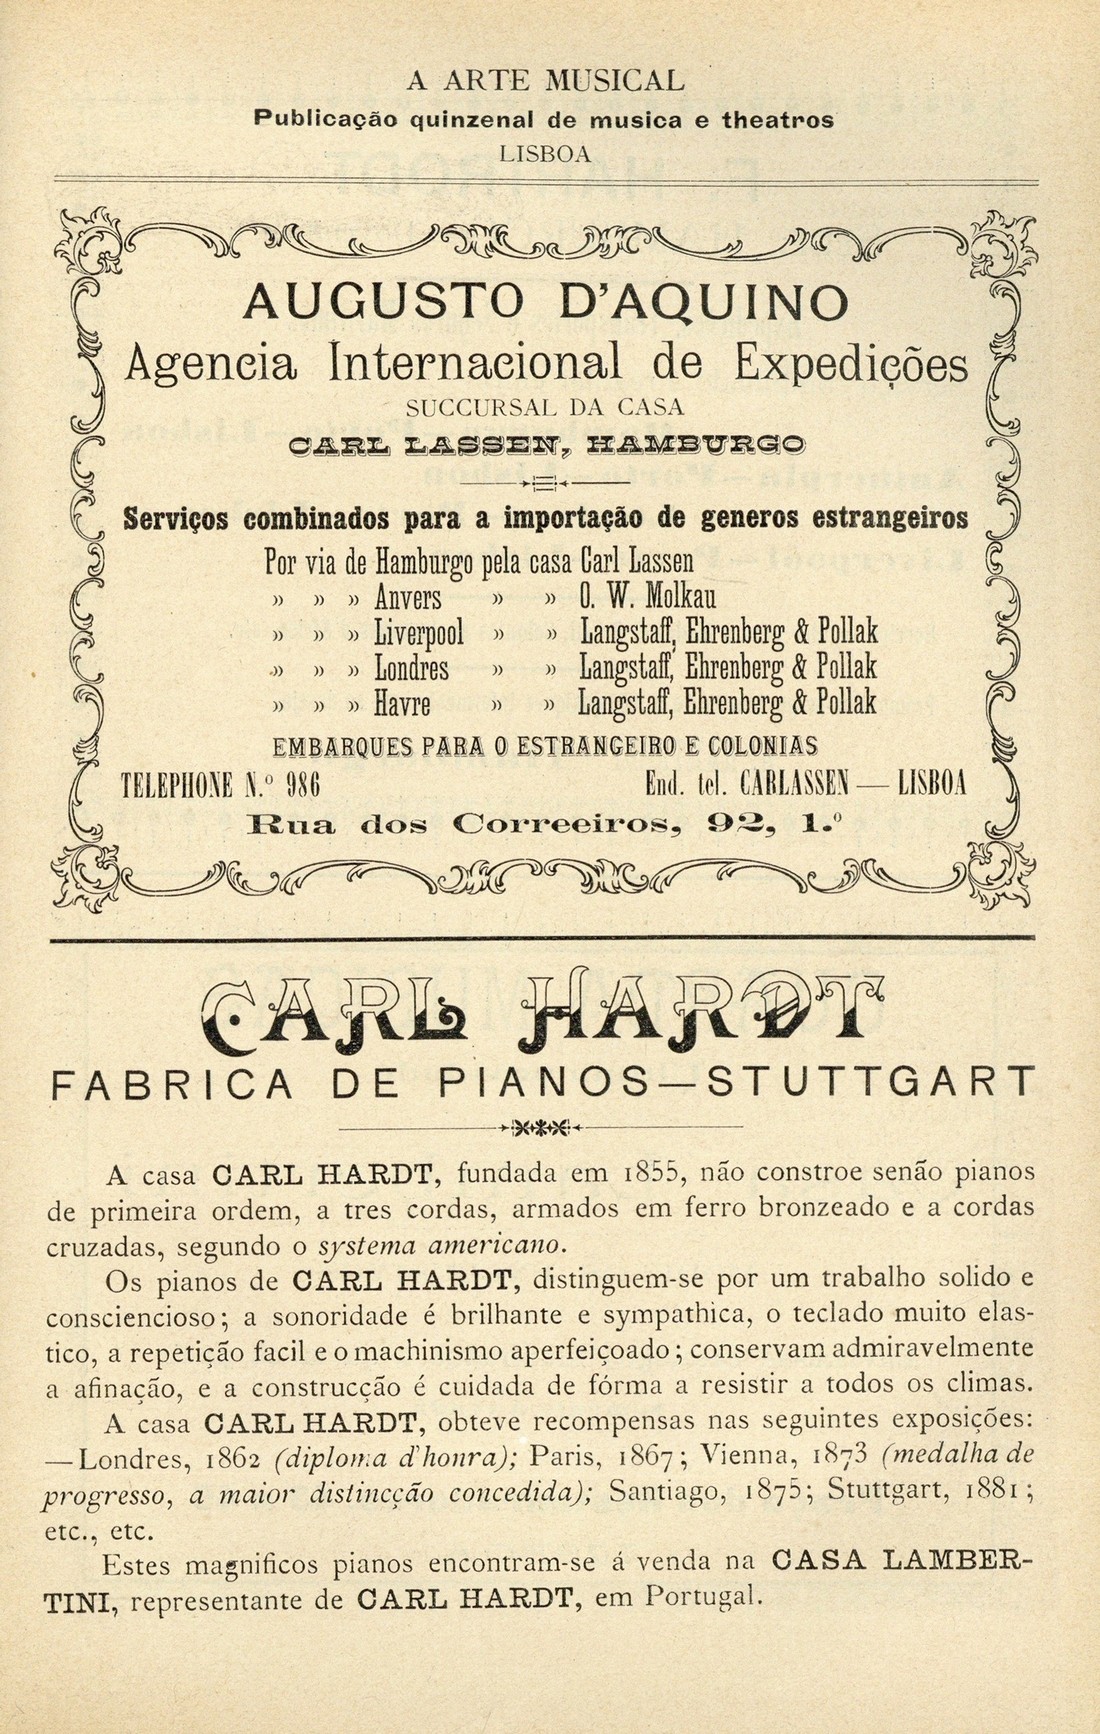 A ARTE MUSICAL
Publicação quinzenal de musica e theatros
LISBOA
AUGUSTO D'AQUINO
Agencia Internacional de Expedições
SUCCURSAL DA CASA
CARL LASSEN, HAMBURGO
Serviços combinados para a importação de generos estrangeiros
Por via de Hamburgo pela casa Carl Lassen
» » » Anvers » » O. W. Molkau
» » » Liverpool » » Langstaff, Ehrenberg & Pollak
» » » Londres » » Langstaff, Ehrenberg & Pollak
» » » Havre » » Langstaff, Ehrenberg & Pollak
EMBARQUES PARA O ESTRANGEIRO E COLONIAS
TELEPHONE N.º 986 End. tel. CARLASSEN — LISBOA
Rua dos Correeiros, 92, 1.º
CARL HARDT
FABRICA DE PIANOS—STUTTGART
A casa CARL HARDT, fundada em 1855, não constroe senão pianos
de primeira ordem, a tres cordas, armados em ferro bronzeado e a cordas
cruzadas, segundo o systema americano.
Os pianos de CARL HARDT, distinguem-se por um trabalho solido e
consciencioso; a sonoridade é brilhante e sympathica, o teclado muito elas-
tico, a repetição facil e o machinismo aperfeiçoado; conservam admiravelmente
a afinação, e a construcção é cuidada de fórma a resistir a todos os climas.
A casa CARL HARDT, obteve recompensas nas seguintes exposições:
—Londres, 1862 (diploma d'honra); Paris, 1867; Vienna, 1873 (medalha de
progresso, a maior distincção concedida); Santiago, 1875; Stuttgart, 1881;
etc., etc.
Estes magnificos pianos encontram-se á venda na CASA LAMBER-
TINI, representante de CARL HARDT, em Portugal.